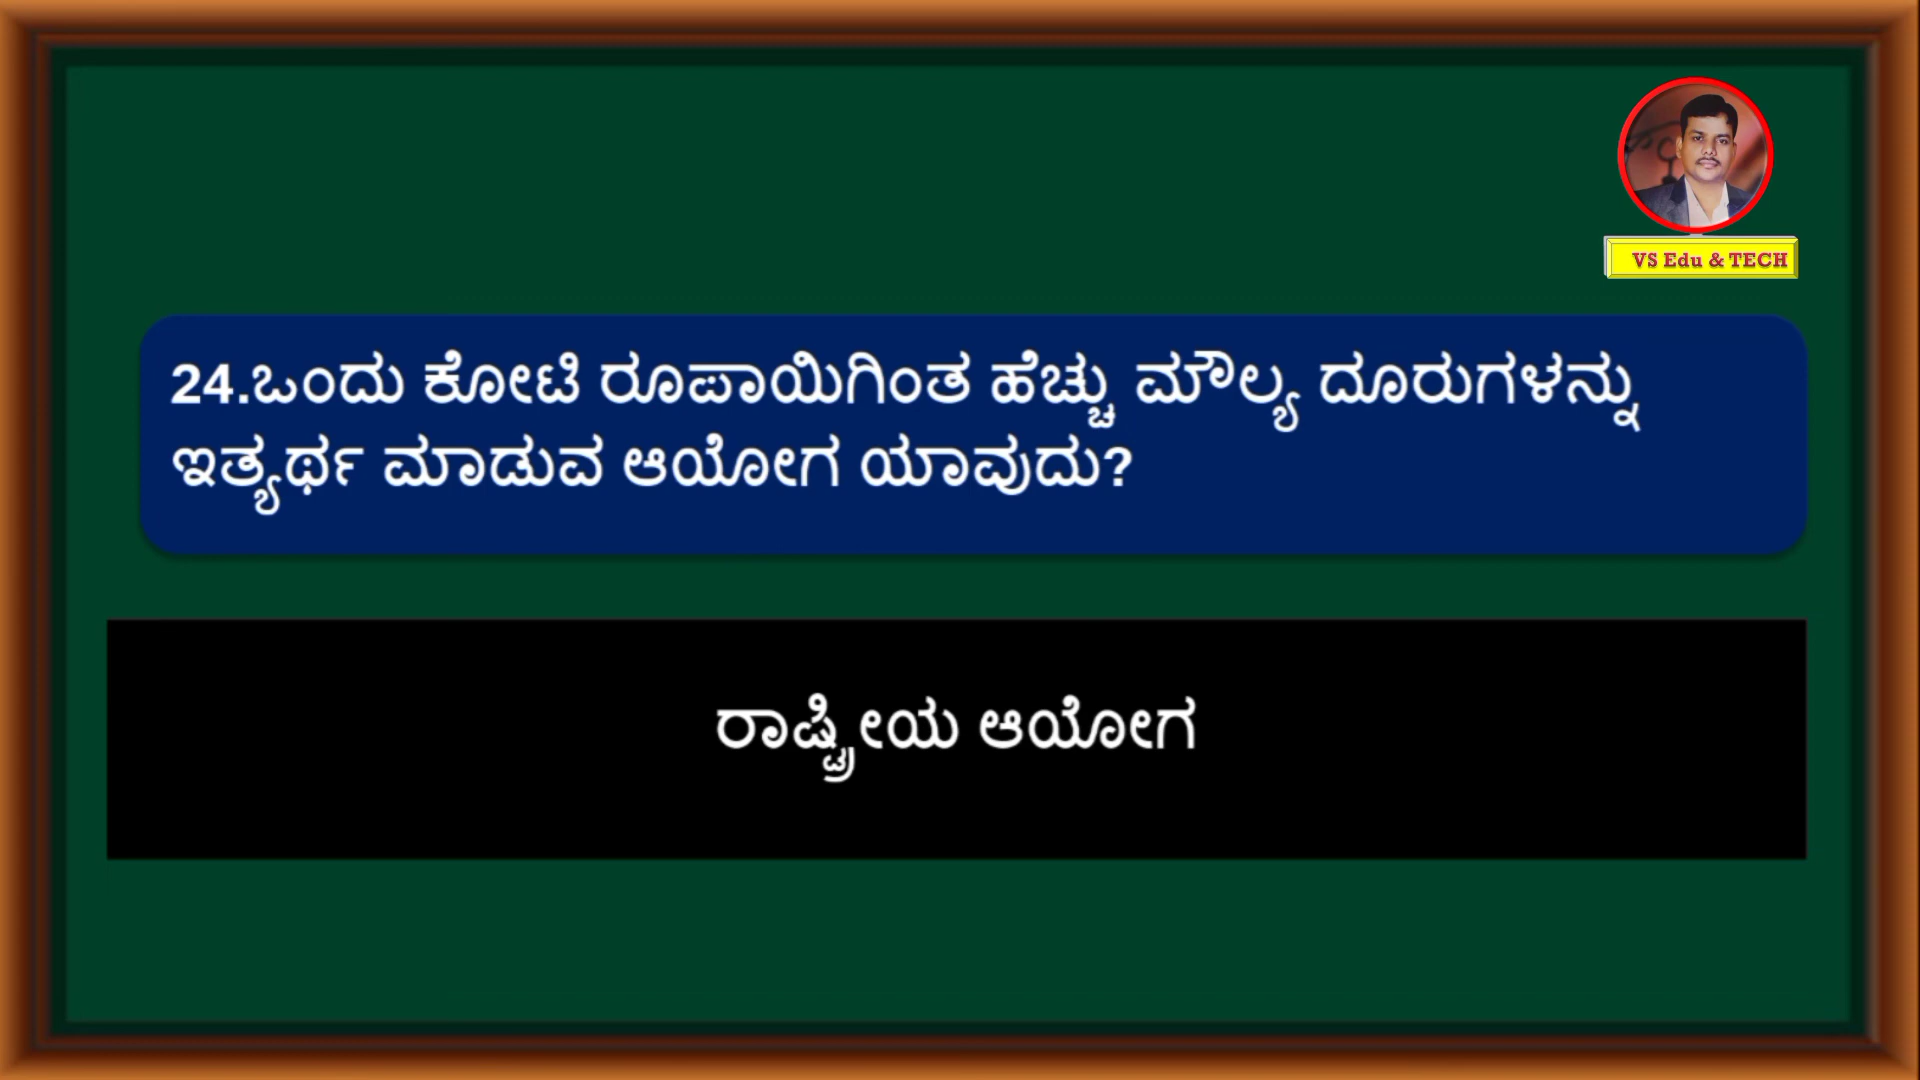 VS Edu & TECH
24.ಒಂದು ಕೋಟಿ ರೂಪಾಯಿಗಿಂತ ಹೆಚ್ಚು ಮೌಲ್ಯ ದೂರುಗಳನ್ನು
ಇತ್ಯರ್ಥ ಮಾಡುವ ಆಯೋಗ ಯಾವುದು?
ರಾಷ್ಟ್ರೀಯ ಆಯೋಗ